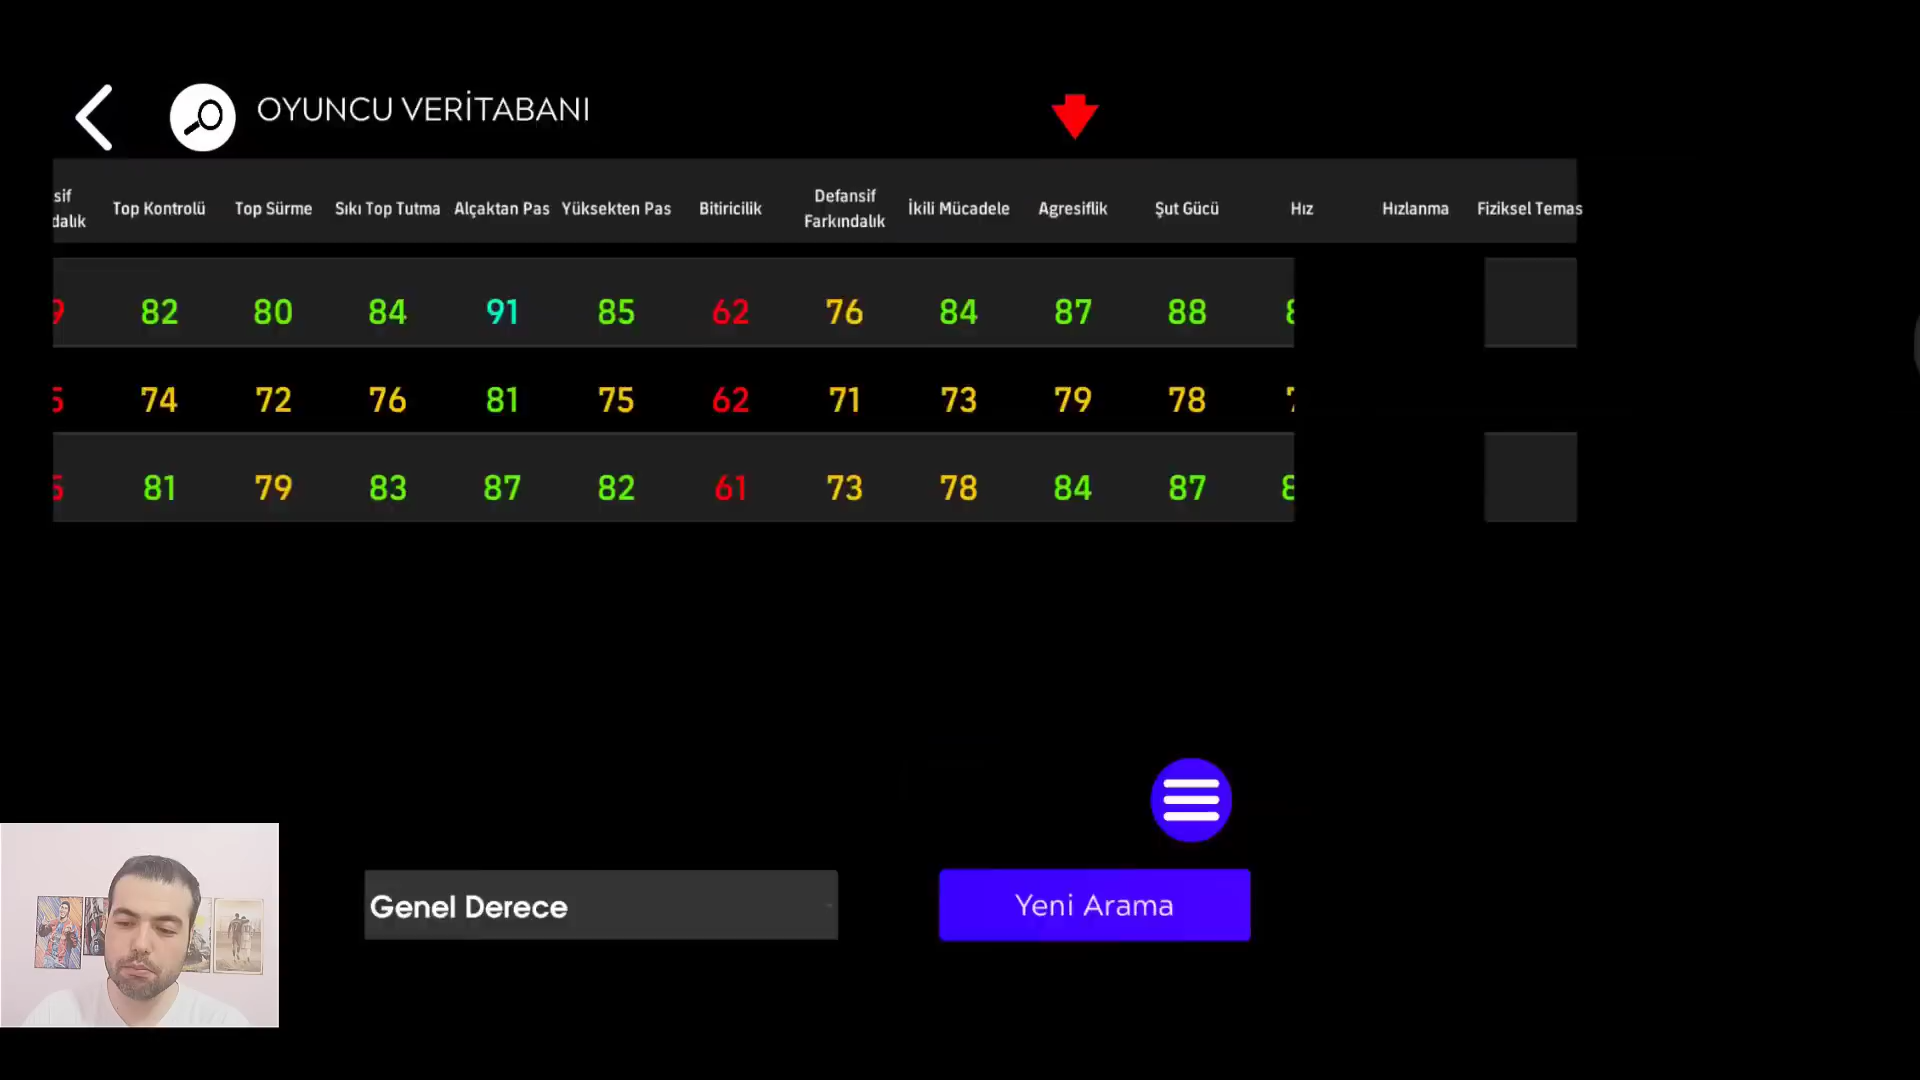 OYUNCU VERİTABANI
sif
dalık
Top Kontrolü Top Sürme Sıkı Top Tutma Alçaktan Pas Yüksekten Pas Bitiricilik Defansif Farkındalık İkili Mücadele Agresiflik Şut Gücü Hız Hızlanma Fiziksel Temas
82 80 84 91 85 62 76 84 87 88
74 72 76 81 75 62 71 73 79 78
81 79 83 87 82 61 73 78 84 87
Genel Derece
Yeni Arama